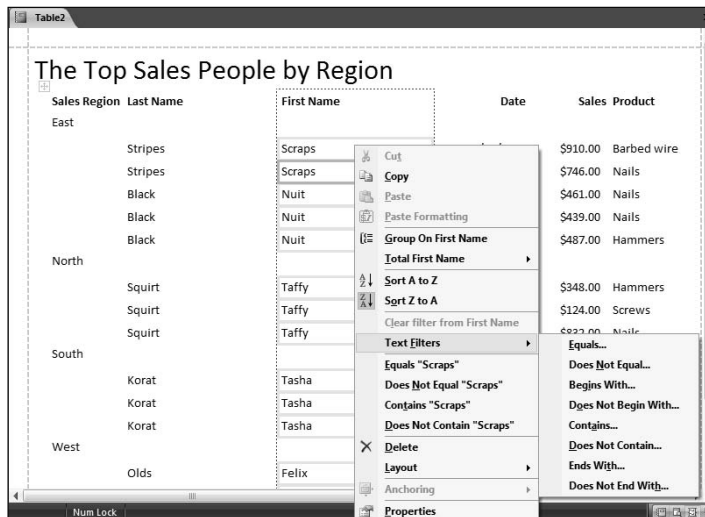 Table2
The Top Sales People by Region
Sales Region Last Name First Name Date Sales Product
East
Stripes Scraps $910.00 Barbed wire
Stripes Scraps $746.00 Nails
Black Nuit $461.00 Nails
Black Nuit $439.00 Nails
Black Nuit $487.00 Hammers
North
Squirt Taffy $348.00 Hammers
Squirt Taffy $124.00 Screws
Squirt Taffy $832.00 Nails
South
Korat Tasha
Korat Tasha
Korat Tasha
West
Olds Felix
Cut
Copy
Paste
Paste Formatting
Group On First Name
Total First Name
Sort A to Z
Sort Z to A
Clear filter from First Name
Text Filters
Equals "Scraps"
Does Not Equal "Scraps"
Contains "Scraps"
Does Not Contain "Scraps"
Delete
Layout
Anchoring
Properties
Equals...
Does Not Equal...
Begins With...
Does Not Begin With...
Contains...
Does Not Contain...
Ends With...
Does Not End With...
Num Lock